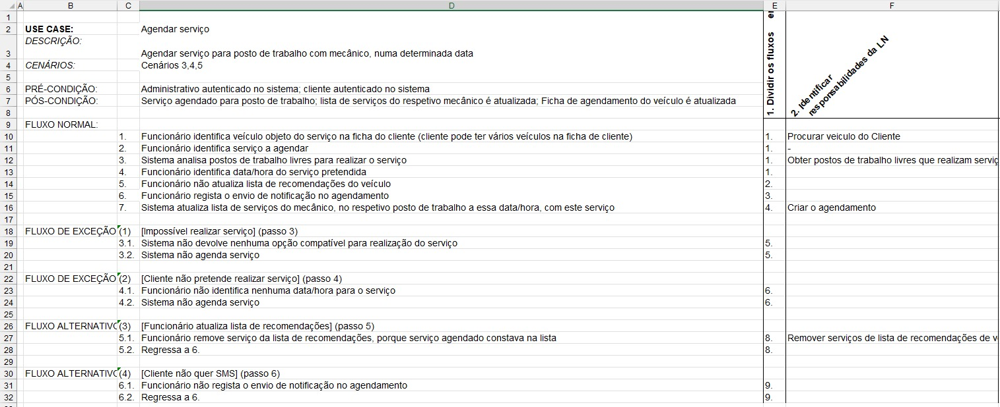 A B C D E F
1
2 USE CASE: Agendar serviço
DESCRIÇÃO:
3 Agendar serviço para posto de trabalho com mecânico, numa determinada data
4 CENÁRIOS: Cenários 3,4,5
5
6 PRÉ-CONDIÇÃO: Administrativo autenticado no sistema; cliente autenticado no sistema
7 PÓS-CONDIÇÃO: Serviço agendado para posto de trabalho; lista de serviços do respetivo mecânico é atualizada; Ficha de agendamento do veículo é atualizada
8
1. Dividir os fluxos e
2. Identificar
responsabilidades da LN
9 FLUXO NORMAL:
10 1. Funcionário identifica veículo objeto do serviço na ficha do cliente (cliente pode ter vários veículos na ficha de cliente) 1. Procurar veiculo do Cliente
11 2. Funcionário identifica serviço a agendar 1. -
12 3. Sistema analisa postos de trabalho livres para realizar o serviço 1. Obter postos de trabalho livres que realizam serviç
13 4. Funcionário identifica data/hora do serviço pretendida 1.
14 5. Funcionário não atualiza lista de recomendações do veículo 2.
15 6. Funcionário regista o envio de notificação no agendamento 3.
16 7. Sistema atualiza lista de serviços do mecânico, no respetivo posto de trabalho a essa data/hora, com este serviço 4. Criar o agendamento
17
18 FLUXO DE EXCEÇÃO (1) [Impossível realizar serviço] (passo 3)
19 3.1. Sistema não devolve nenhuma opção compatível para realização do serviço 5.
20 3.2. Sistema não agenda serviço 5.
21
22 FLUXO DE EXCEÇÃO (2) [Cliente não pretende realizar serviço] (passo 4)
23 4.1. Funcionário não identifica nenhuma data/hora para o serviço 6.
24 4.2. Sistema não agenda serviço 6.
25
26 FLUXO ALTERNATIVO (3) [Funcionário atualiza lista de recomendações] (passo 5)
27 5.1. Funcionário remove serviço da lista de recomendações, porque serviço agendado constava na lista 8. Remover serviços de lista de recomendações de v
28 5.2. Regressa a 6. 8.
29
30 FLUXO ALTERNATIVO (4) [Cliente não quer SMS] (passo 6)
31 6.1. Funcionário não regista o envio de notificação no agendamento 9.
32 6.2. Regressa a 6. 9.